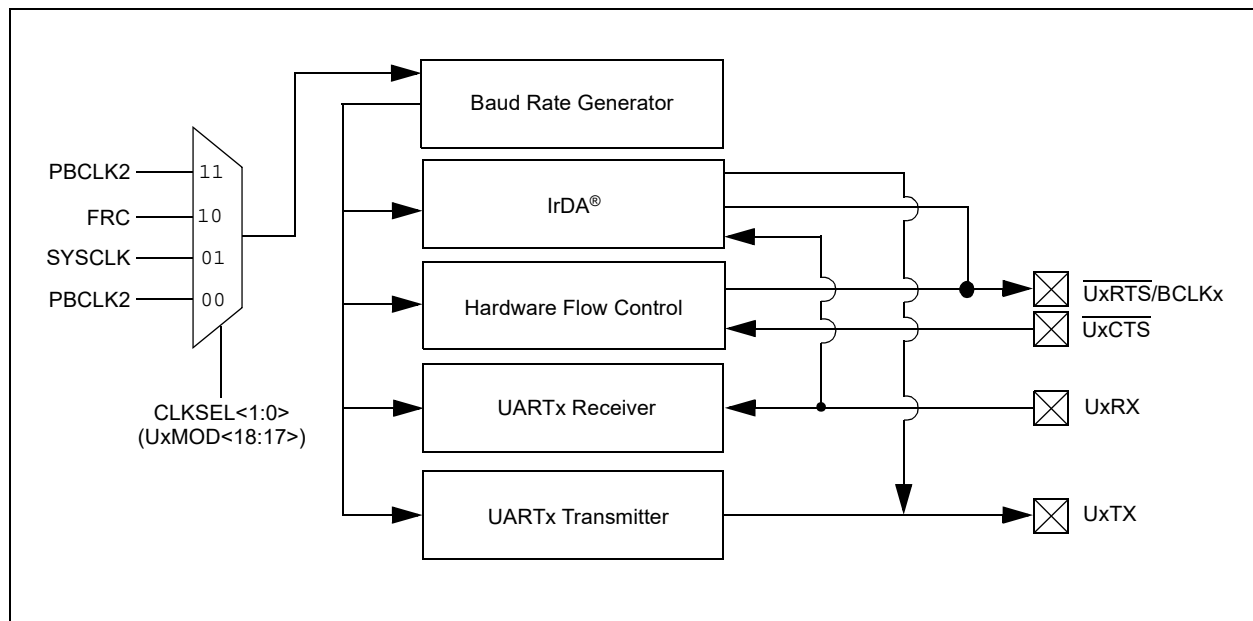 Baud Rate Generator
PBCLK2
11
FRC
10
SYSCLK
01
PBCLK2
00
CLKSEL<1:0>
(UxMOD<18:17>)
IrDA®
Hardware Flow Control
UARTx Receiver
UARTx Transmitter
UxRTS/BCLKx
UxCTS
UxRX
UxTX